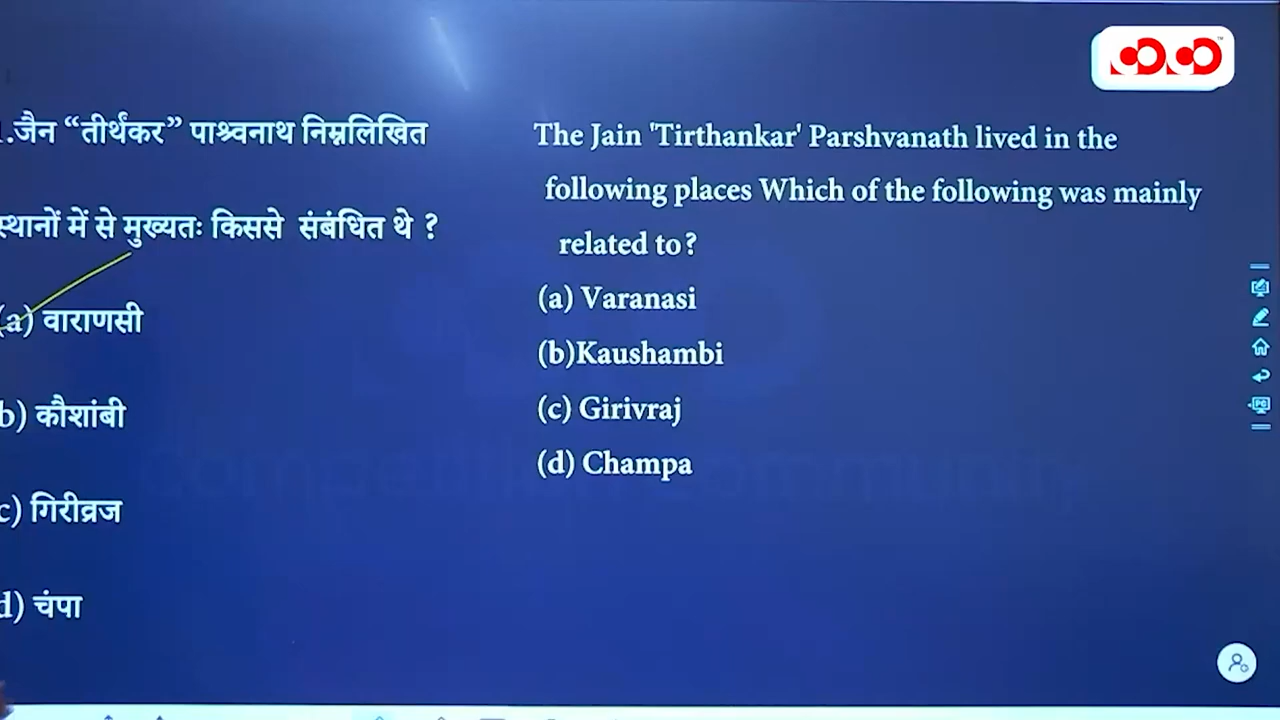 .जैन “तीर्थंकर” पाश्र्वनाथ निम्नलिखित
स्थानों में से मुख्यतः किससे संबंधित थे ?
(a) वाराणसी
b) कौशांबी
c) गिरीव्रज
d) चंपा
The Jain 'Tirthankar' Parshvanath lived in the
following places Which of the following was mainly
related to?
(a) Varanasi
(b)Kaushambi
(c) Girivraj
(d) Champa